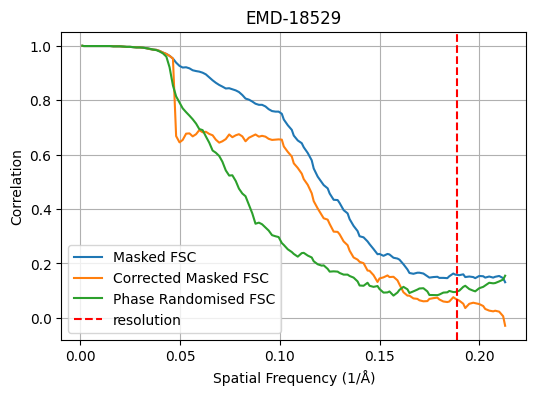 EMD-18529
1.0
0.8
0.6
0.4
0.2
0.0
Correlation
Masked FSC
Corrected Masked FSC
Phase Randomised FSC
resolution
0.00
0.05
0.10
0.15
0.20
Spatial Frequency (1/Å)